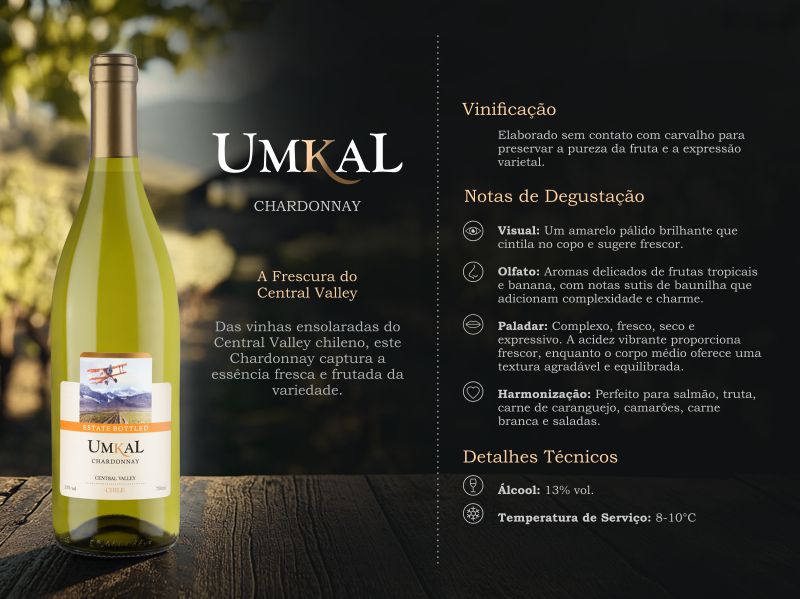 UMKAL
CHARDONNAY
A Frescura do
Central Valley
Das vinhas ensolaradas do
Central Valley chileno, este
Chardonnay captura a
essência fresca e frutada da
variedade.
ESTATE BOTTLED
UMKAL
CHARDONNAY
CENTRAL VALLEY
CHILE
750ml
Vinificação
Elaborado sem contato com carvalho para
preservar a pureza da fruta e a expressão
varietal.
Notas de Degustação
Visual: Um amarelo pálido brilhante que
cintila no copo e sugere frescor.
Olfato: Aromas delicados de frutas tropicais
e banana, com notas sutis de baunilha que
adicionam complexidade e charme.
Paladar: Complexo, fresco, seco e
expressivo. A acidez vibrante proporciona
frescor, enquanto o corpo médio oferece uma
textura agradável e equilibrada.
Harmonização: Perfeito para salmão, truta,
carne de caranguejo, camarões, carne
branca e saladas.
Detalhes Técnicos
Álcool: 13% vol.
Temperatura de Serviço: 8-10°C